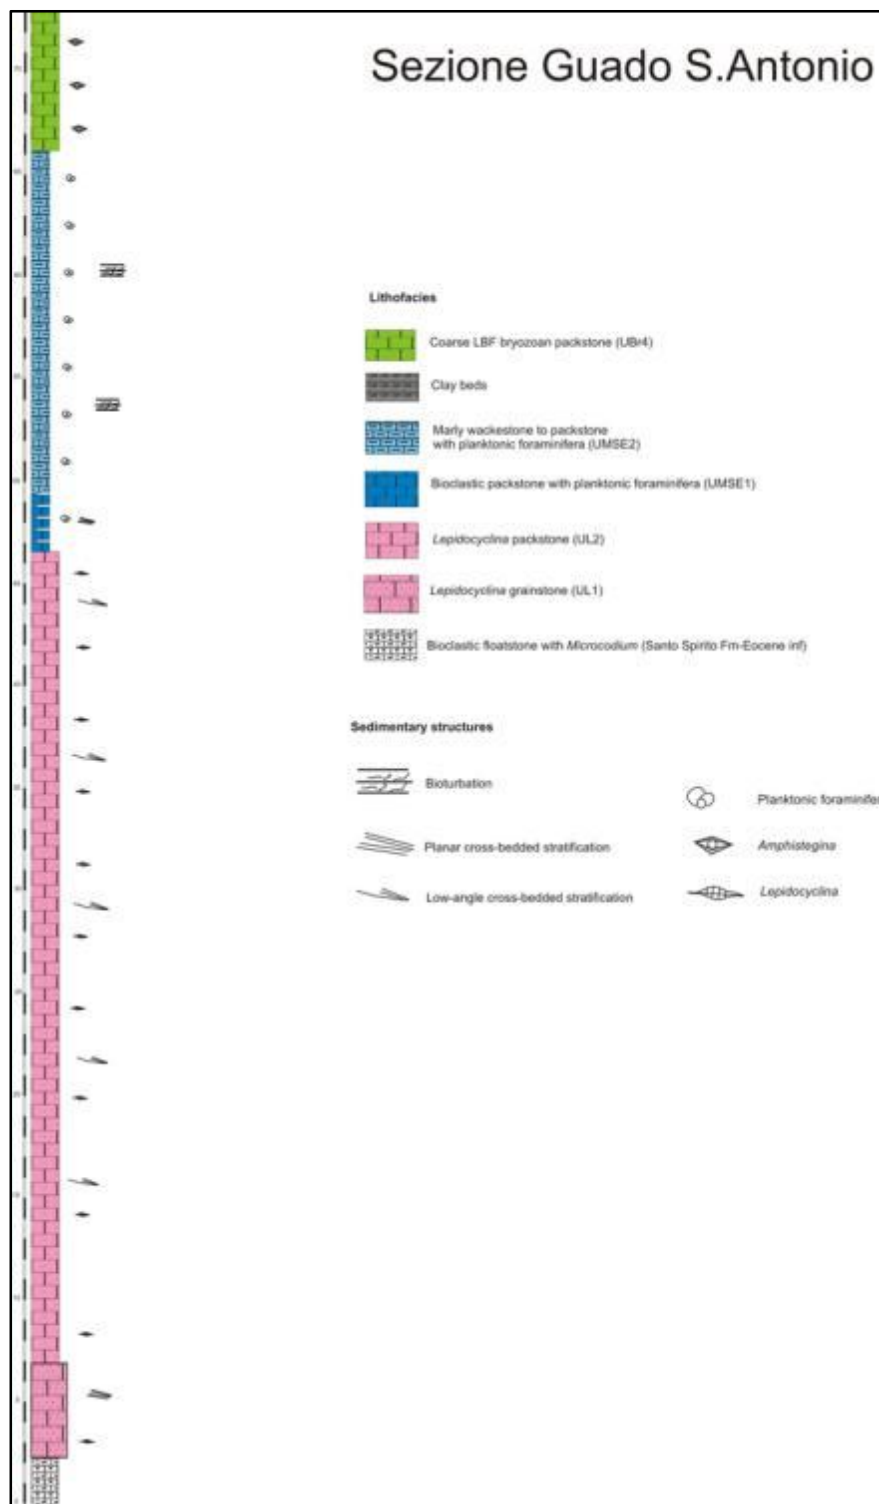 Sezione Guado S.Antonio
Lithofacies
Coarse LBF bryozoan packstone (UBr4)
Clay beds
Marly wackestone to packstone
with planktonic foraminifera (UMSE2)
Bioclastic packstone with planktonic foraminifera (UMSE1)
Lepidocyclina packstone (UL2)
Lepidocyclina grainstone (UL1)
Bioclastic floatstone with Microcodium (Santo Spirito Fm-Eocene inf)
Sedimentary structures
Bioturbation
Planktonic foraminifer
Planar cross-bedded stratification
Amphistegina
Low-angle cross-bedded stratification
Lepidocyclina